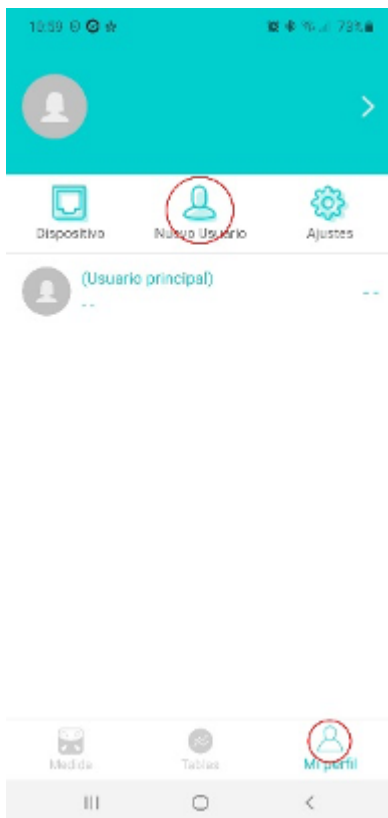 10:59
73%
Dispositivo
Nuevo Usuario
Ajustes
(Usuario principal)
- -
- -
Medida
Tablas
Mi perfil